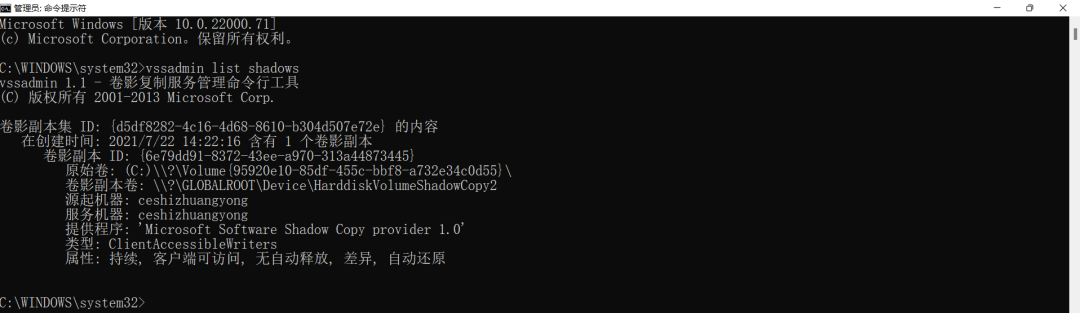 管理员: 命令提示符
Microsoft Windows [版本 10.0.22000.71]
(c) Microsoft Corporation。保留所有权利。
C:\WINDOWS\system32>vssadmin list shadows
vssadmin 1.1 - 卷影复制服务管理命令行工具
(C) 版权所有 2001-2013 Microsoft Corp.
卷影副本集 ID: {d5df8282-4c16-4d68-8610-b304d507e72e} 的内容
在创建时间: 2021/7/22 14:22:16 含有 1 个卷影副本
卷影副本 ID: {6e79dd91-8372-43ee-a970-313a44873445}
原始卷: (C:)\\?\Volume{95920e10-85df-455c-bbf8-a732e34c0d55}\
卷影副本卷: \\?\GLOBALROOT\Device\HarddiskVolumeShadowCopy2
源起机器: ceshizhuangyong
服务机器: ceshizhuangyong
提供程序: 'Microsoft Software Shadow Copy provider 1.0'
类型: ClientAccessibleWriters
属性: 持续, 客户端可访问, 无自动释放, 差异, 自动还原
C:\WINDOWS\system32>